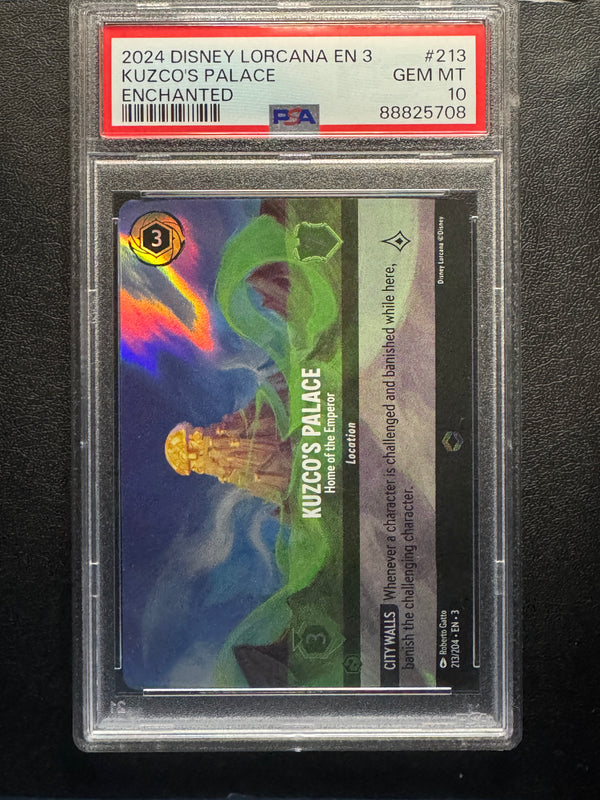 2024 DISNEY LORCANA EN 3 #213
KUZCO'S PALACE GEM MT
ENCHANTED 10
PSA 88825708
3
KUZCO'S PALACE
Home of the Emperor
3
Location
7
CITY WALLS Whenever a character is challenged and banished while here,
banish the challenging character.
Roberto Gatto
213/204 • EN • 3
Disney Lorcana ©Disney